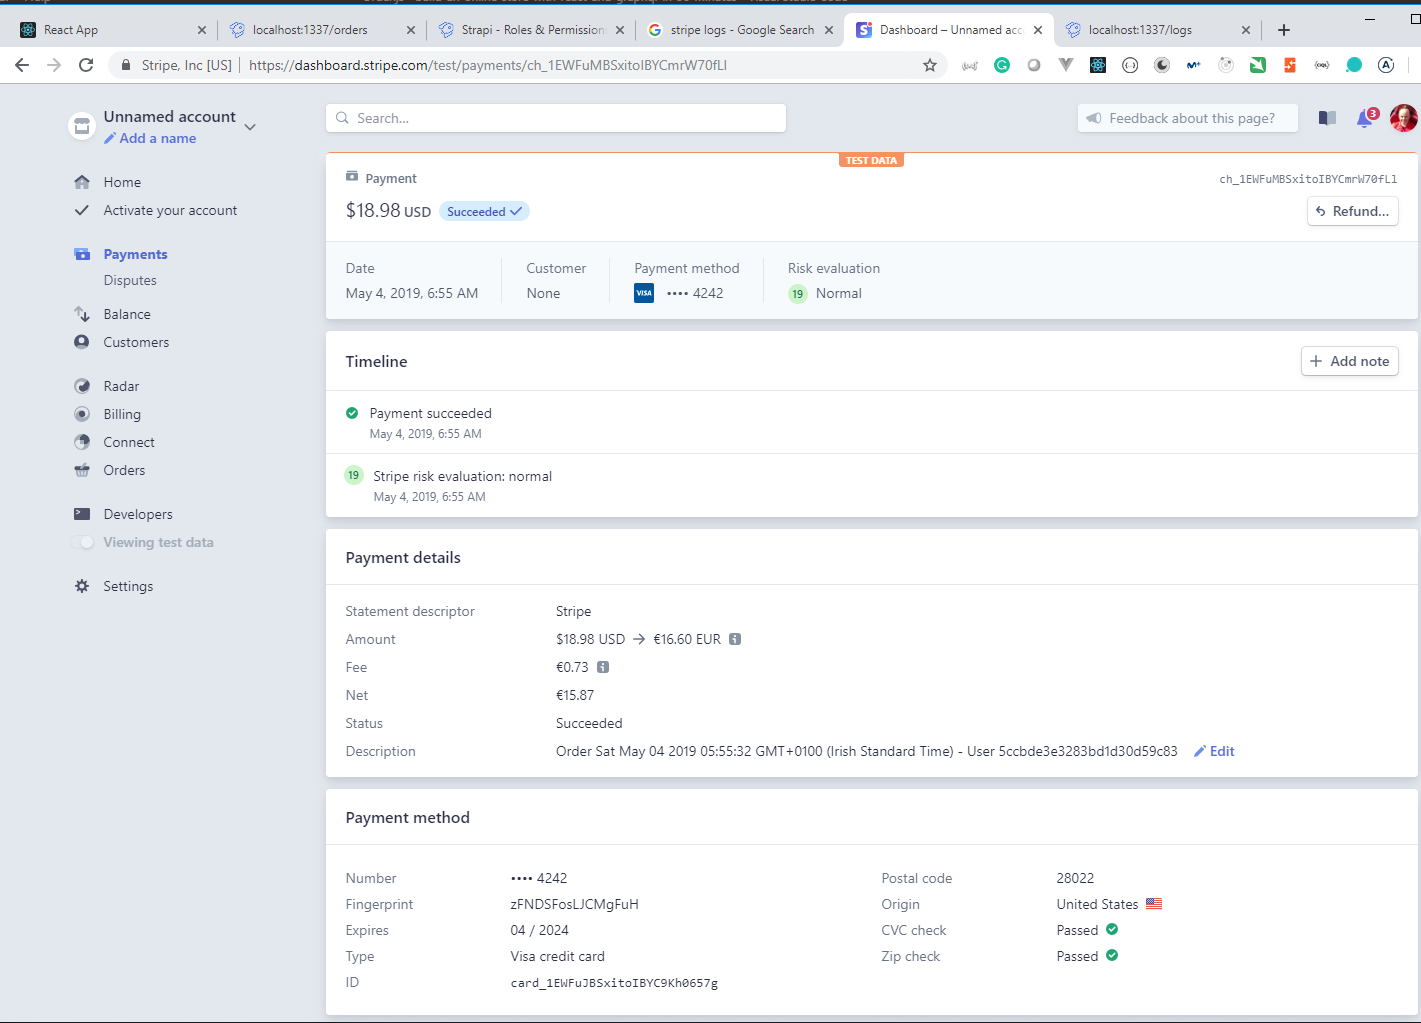 React App
localhost:1337/orders
Strapi - Roles & Permission
stripe logs - Google Search
Dashboard – Unnamed acc
localhost:1337/logs
Stripe, Inc [US] | https://dashboard.stripe.com/test/payments/ch_1EWFuMBSxitoIBYCmrW70fLl
Unnamed account
Add a name
Search...
Feedback about this page?
3
Home
Activate your account
Payments
Disputes
Balance
Customers
Radar
Billing
Connect
Orders
Developers
Viewing test data
Settings
TEST DATA
Payment
ch_1EWFuMBSxitoIBYCmrW70fLl
$18.98 USD Succeeded
Refund...
Date
May 4, 2019, 6:55 AM
Customer
None
Payment method
VISA •••• 4242
Risk evaluation
19 Normal
Timeline
Add note
Payment succeeded
May 4, 2019, 6:55 AM
19 Stripe risk evaluation: normal
May 4, 2019, 6:55 AM
Payment details
Statement descriptor Stripe
Amount $18.98 USD → €16.60 EUR
Fee €0.73
Net €15.87
Status Succeeded
Description Order Sat May 04 2019 05:55:32 GMT+0100 (Irish Standard Time) - User 5ccbde3e3283bd1d30d59c83 Edit
Payment method
Number •••• 4242
Fingerprint zFNDSFosLJCMgFuH
Expires 04 / 2024
Type Visa credit card
ID card_1EWFuJBSxitoIBYC9Kh0657g
Postal code 28022
Origin United States
CVC check Passed
Zip check Passed